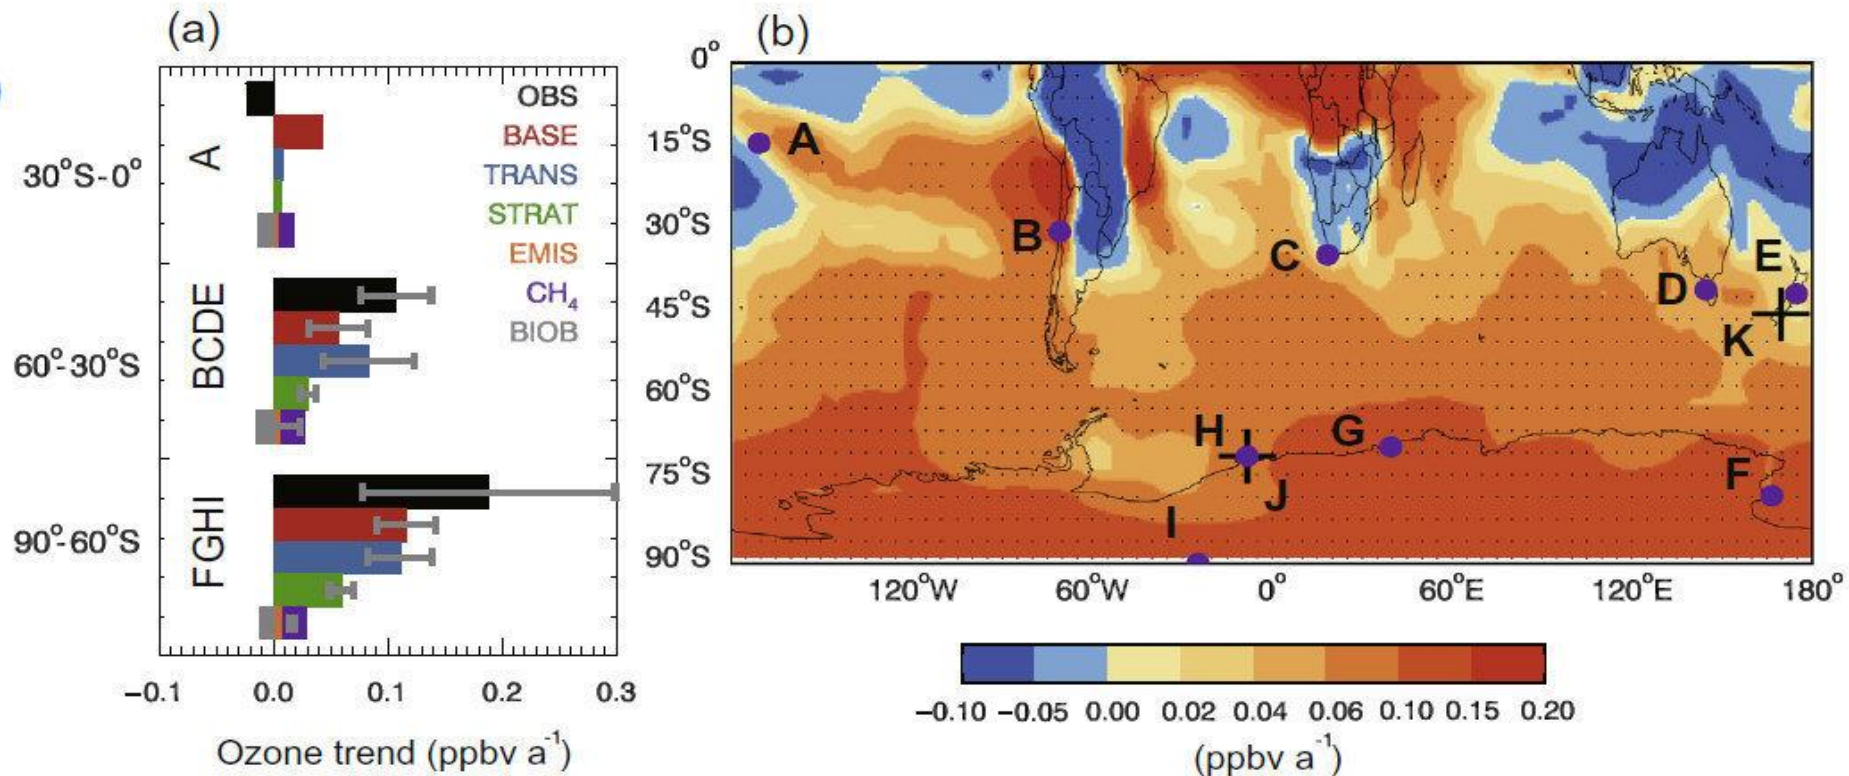 (a)
OBS
BASE
TRANS
STRAT
EMIS
CH₄
BIOB
30°S-0°
A
60°-30°S
BCDE
90°-60°S
FGHI
−0.1 0.0 0.1 0.2 0.3
Ozone trend (ppbv a⁻¹)
(b)
0°
15°S
30°S
45°S
60°S
75°S
90°S
A
B
C
D
E
K
H
G
J
F
I
120°W 60°W 0° 60°E 120°E 180°
−0.10 −0.05 0.00 0.02 0.04 0.06 0.10 0.15 0.20
(ppbv a⁻¹)